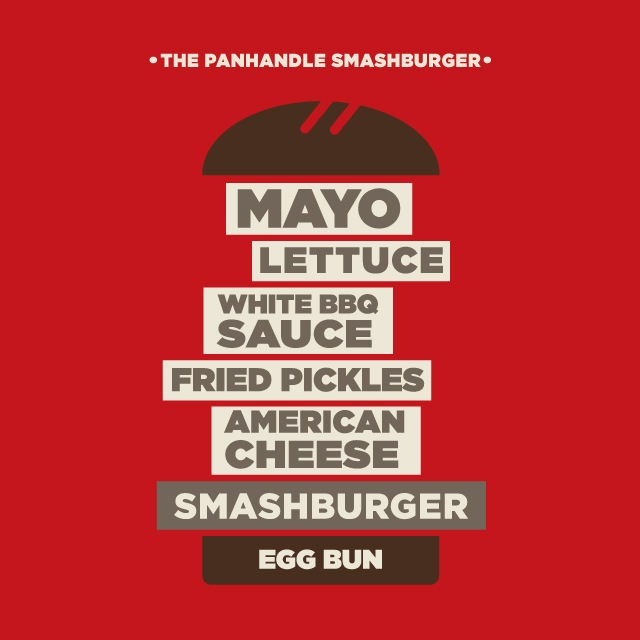 •THE PANHANDLE SMASHBURGER•
MAYO
LETTUCE
WHITE BBQ
SAUCE
FRIED PICKLES
AMERICAN
CHEESE
SMASHBURGER
EGG BUN